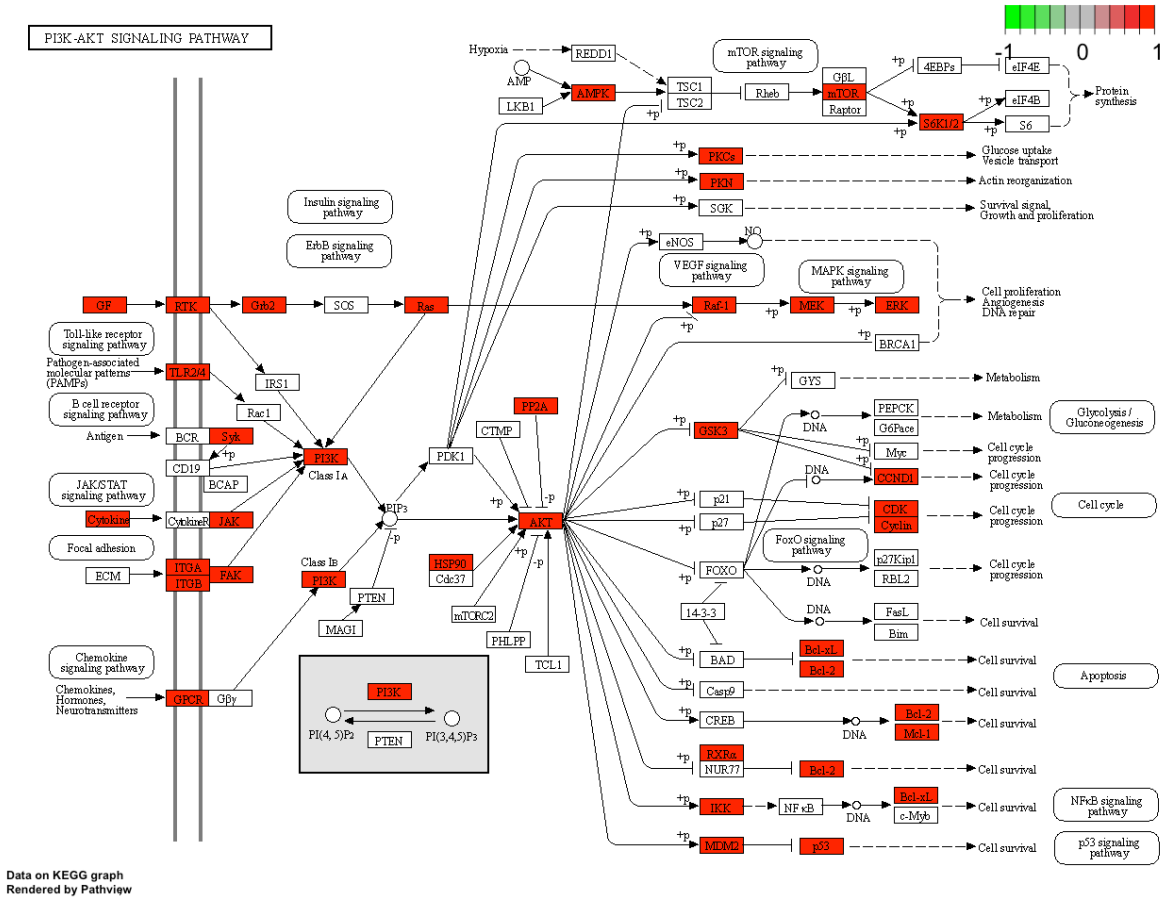 PI3K-AKT SIGNALING PATHWAY
-1 0 1
Hypoxia
REDD1
mTOR signaling
pathway
AMP
LKB1
AMPK
TSC1
TSC2
+p
Rheb
GβL
mTOR
Raptor
+p
4EBPs
eIF4E
+p
+p
S6K1/2
+p
eIF4B
+p
S6
Protein
synthesis
+p
PKCs
Glucose uptake
Vesicle transport
+p
PKN
Actin reorganization
+p
SGK
Survival signal,
Growth and proliferation
Insulin signaling
pathway
ErbB signaling
pathway
+p
eNOS
NO
VEGF signaling
pathway
MAPK signaling
pathway
GF
RTK
Grb2
SOS
Ras
Raf-1
+p
MEK
+p
ERK
+p
Cell proliferation
Angiogenesis
DNA repair
+p
BRCA1
Toll-like receptor
signaling pathway
Pathogen-associated
molecular patterns
(PAMPs)
TLR2/4
IRS1
Rac1
B cell receptor
signaling pathway
Antigen
BCR
Syk
+p
CD19
BCAP
PI3K
Class IA
PP2A
CTMP
PDK1
+p
-p
+p
GYS
Metabolism
+p
GSK3
DNA
PEPCK
G6Pace
Metabolism
Glycolysis /
Gluconeogenesis
+p
Myc
Cell cycle
progression
DNA
+p
CCND1
Cell cycle
progression
JAK/STAT
signaling pathway
Cytokine
CytokineR
JAK
PIP3
-p
AKT
+p
p21
+p
p27
CDK
Cyclin
Cell cycle
progression
Cell cycle
Focal adhesion
ECM
ITGA
ITGB
FAK
Class IB
PI3K
PTEN
MAGI
HSP90
Cdc37
mTORC2
+p
-p
PHLPP
TCL1
FoxO signaling
pathway
+p
FOXO
DNA
p27Kip1
RBL2
Cell cycle
progression
14-3-3
DNA
FasL
Bim
Cell survival
Chemokine
signaling pathway
Chemokines,
Hormones,
Neurotransmitters
GPCR
Gβγ
PI3K
PI(4,5)P2
PTEN
PI(3,4,5)P3
+p
BAD
Bcl-xL
Bcl-2
Cell survival
Apoptosis
+p
Casp9
Cell survival
+p
CREB
DNA
Bcl-2
Mcl-1
Cell survival
+p
RXRα
NUR77
Bcl-2
Cell survival
+p
IKK
NFκB
DNA
Bcl-xL
c-Myb
Cell survival
NFκB signaling
pathway
+p
MDM2
p53
Cell survival
p53 signaling
pathway
Data on KEGG graph
Rendered by Pathview